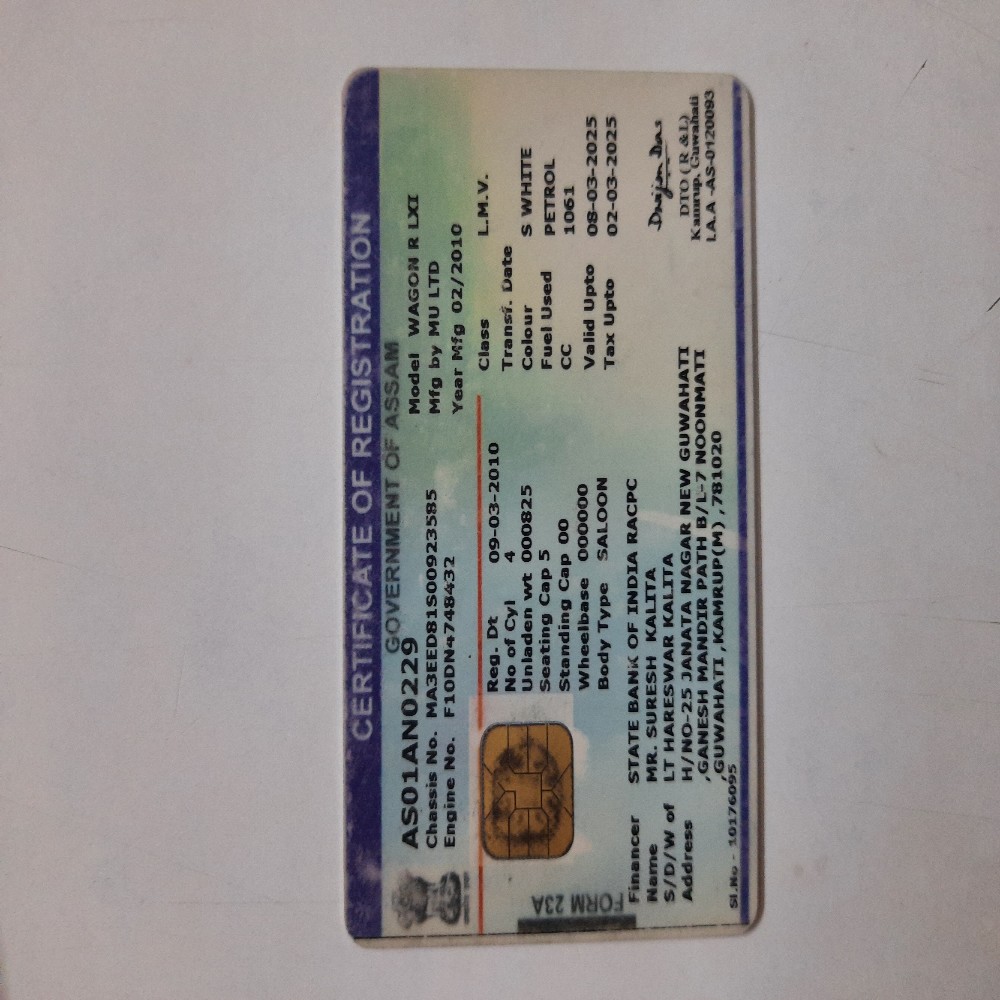 CERTIFICATE OF REGISTRATION
GOVERNMENT OF ASSAM
AS01AN0229
Chassis No. MA3EED81S00923585
Engine No. F10DN4748432
Model WAGON R LXI
Mfg by MU LTD
Year Mfg 02/2010
Reg. Dt 09-03-2010
No of Cyl 4
Unladen wt 000825
Seating Cap 5
Standing Cap 00
Wheelbase 000000
Body Type SALOON
Class L.M.V.
Transf. Date
Colour S WHITE
Fuel Used PETROL
CC 1061
Valid Upto 08-03-2025
Tax Upto 02-03-2025
FORM 23A
Financer STATE BANK OF INDIA RACPC
Name MR. SURESH KALITA
S/D/W of LT HARESWAR KALITA
Address H/NO-25 JANATA NAGAR NEW GUWAHATI
,GANESH MANDIR PATH B/L-7 NOONMATI
,GUWAHATI ,KAMRUP(M) ,781020
DTO ( R &L)
Kamrup, Guwahati
I.A.A -AS-0120093
Sl.No - 10176095